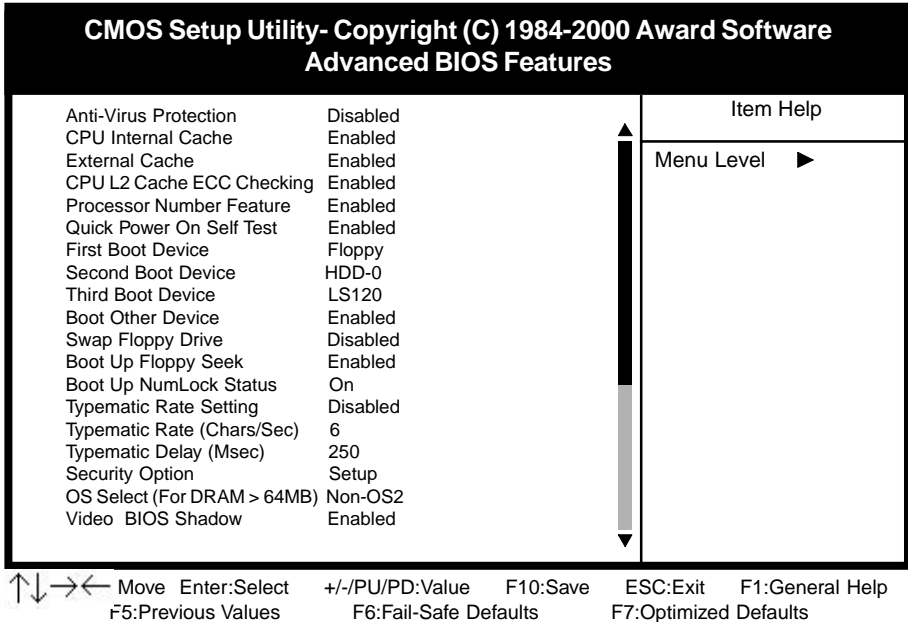 CMOS Setup Utility- Copyright (C) 1984-2000 Award Software
Advanced BIOS Features
Anti-Virus Protection Disabled
CPU Internal Cache Enabled
External Cache Enabled
CPU L2 Cache ECC Checking Enabled
Processor Number Feature Enabled
Quick Power On Self Test Enabled
First Boot Device Floppy
Second Boot Device HDD-0
Third Boot Device LS120
Boot Other Device Enabled
Swap Floppy Drive Disabled
Boot Up Floppy Seek Enabled
Boot Up NumLock Status On
Typematic Rate Setting Disabled
Typematic Rate (Chars/Sec) 6
Typematic Delay (Msec) 250
Security Option Setup
OS Select (For DRAM > 64MB) Non-OS2
Video BIOS Shadow Enabled
Item Help
Menu Level ►
↑↓→← Move Enter:Select +/-/PU/PD:Value F10:Save ESC:Exit F1:General Help
F5:Previous Values F6:Fail-Safe Defaults F7:Optimized Defaults